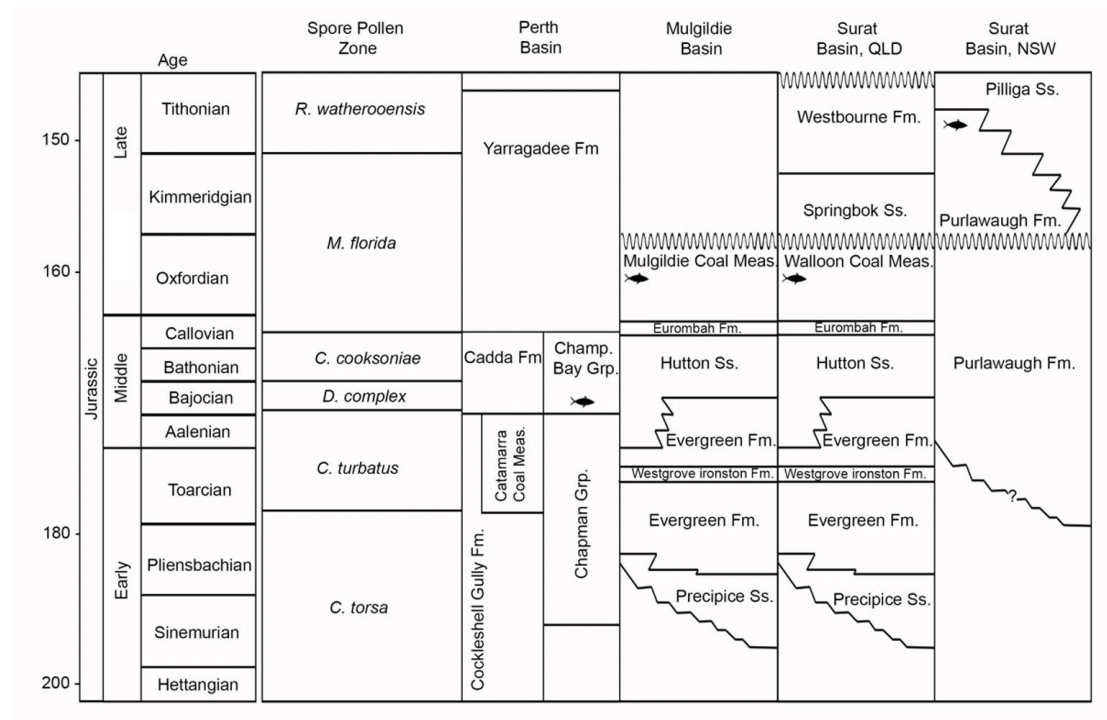 Age
Spore Pollen
Zone
Perth
Basin
Mulgildie
Basin
Surat
Basin, QLD
Surat
Basin, NSW
150
160
180
200
Jurassic
Late
Middle
Early
Tithonian
Kimmeridgian
Oxfordian
Callovian
Bathonian
Bajocian
Aalenian
Toarcian
Pliensbachian
Sinemurian
Hettangian
R. watherooensis
M. florida
C. cooksoniae
D. complex
C. turbatus
C. torsa
Yarragadee Fm
Cadda Fm
Champ.
Bay Grp.
Catamarra
Coal Meas.
Cockleshell Gully Fm.
Chapman Grp.
Mulgildie Coal Meas.
Eurombah Fm.
Hutton Ss.
Evergreen Fm.
Westgrove ironston Fm.
Evergreen Fm.
Precipice Ss.
Westbourne Fm.
Springbok Ss.
Walloon Coal Meas.
Eurombah Fm.
Hutton Ss.
Evergreen Fm.
Westgrove ironston Fm.
Evergreen Fm.
Precipice Ss.
Pilliga Ss.
Purlawaugh Fm.
Purlawaugh Fm.
?